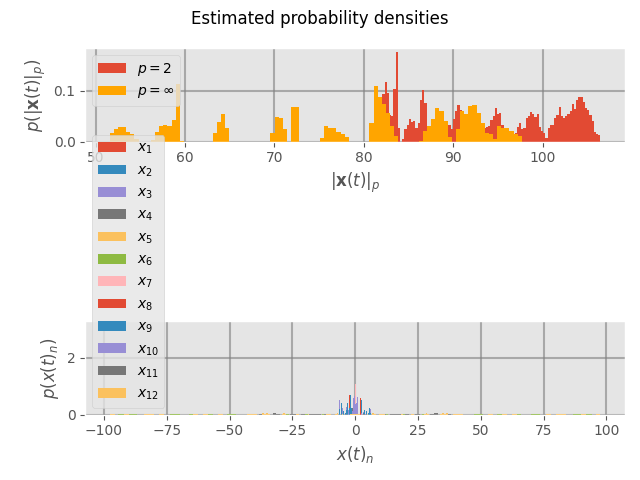 Estimated probability densities
p(|x(t)|_p)
0.1
0.0
p = 2
p = ∞
50 60 70 80 90 100
|x(t)|_p
x_1
x_2
x_3
x_4
x_5
x_6
x_7
x_8
x_9
x_10
x_11
x_12
p(x(t)_n)
2
0
−100 −75 −50 −25 0 25 50 75 100
x(t)_n